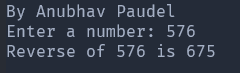 By Anubhav Paudel
Enter a number: 576
Reverse of 576 is 675